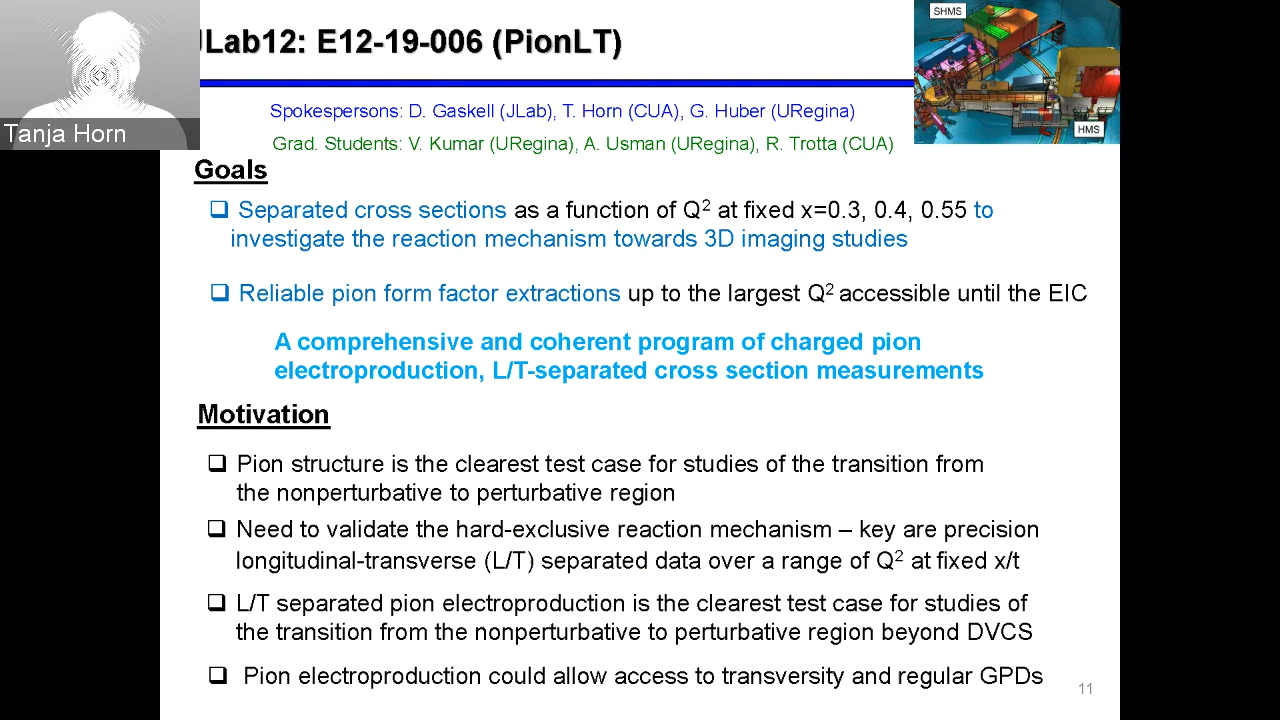 JLab12: E12-19-006 (PionLT)
SHMS
HMS
Tanja Horn
Spokespersons: D. Gaskell (JLab), T. Horn (CUA), G. Huber (URegina)
Grad. Students: V. Kumar (URegina), A. Usman (URegina), R. Trotta (CUA)
Goals
❑ Separated cross sections as a function of Q² at fixed x=0.3, 0.4, 0.55 to
investigate the reaction mechanism towards 3D imaging studies
❑ Reliable pion form factor extractions up to the largest Q² accessible until the EIC
A comprehensive and coherent program of charged pion
electroproduction, L/T-separated cross section measurements
Motivation
❑ Pion structure is the clearest test case for studies of the transition from
the nonperturbative to perturbative region
❑ Need to validate the hard-exclusive reaction mechanism – key are precision
longitudinal-transverse (L/T) separated data over a range of Q² at fixed x/t
❑ L/T separated pion electroproduction is the clearest test case for studies of
the transition from the nonperturbative to perturbative region beyond DVCS
❑ Pion electroproduction could allow access to transversity and regular GPDs
11